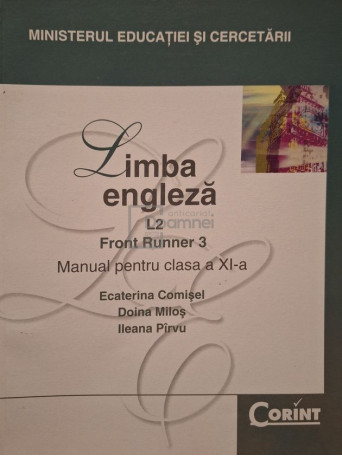 MINISTERUL EDUCAȚIEI ȘI CERCETĂRII
Limba
engleză
L2
Front Runner 3
Manual pentru clasa a XI-a
Ecaterina Comișel
Doina Miloș
Ileana Pîrvu
CORINT